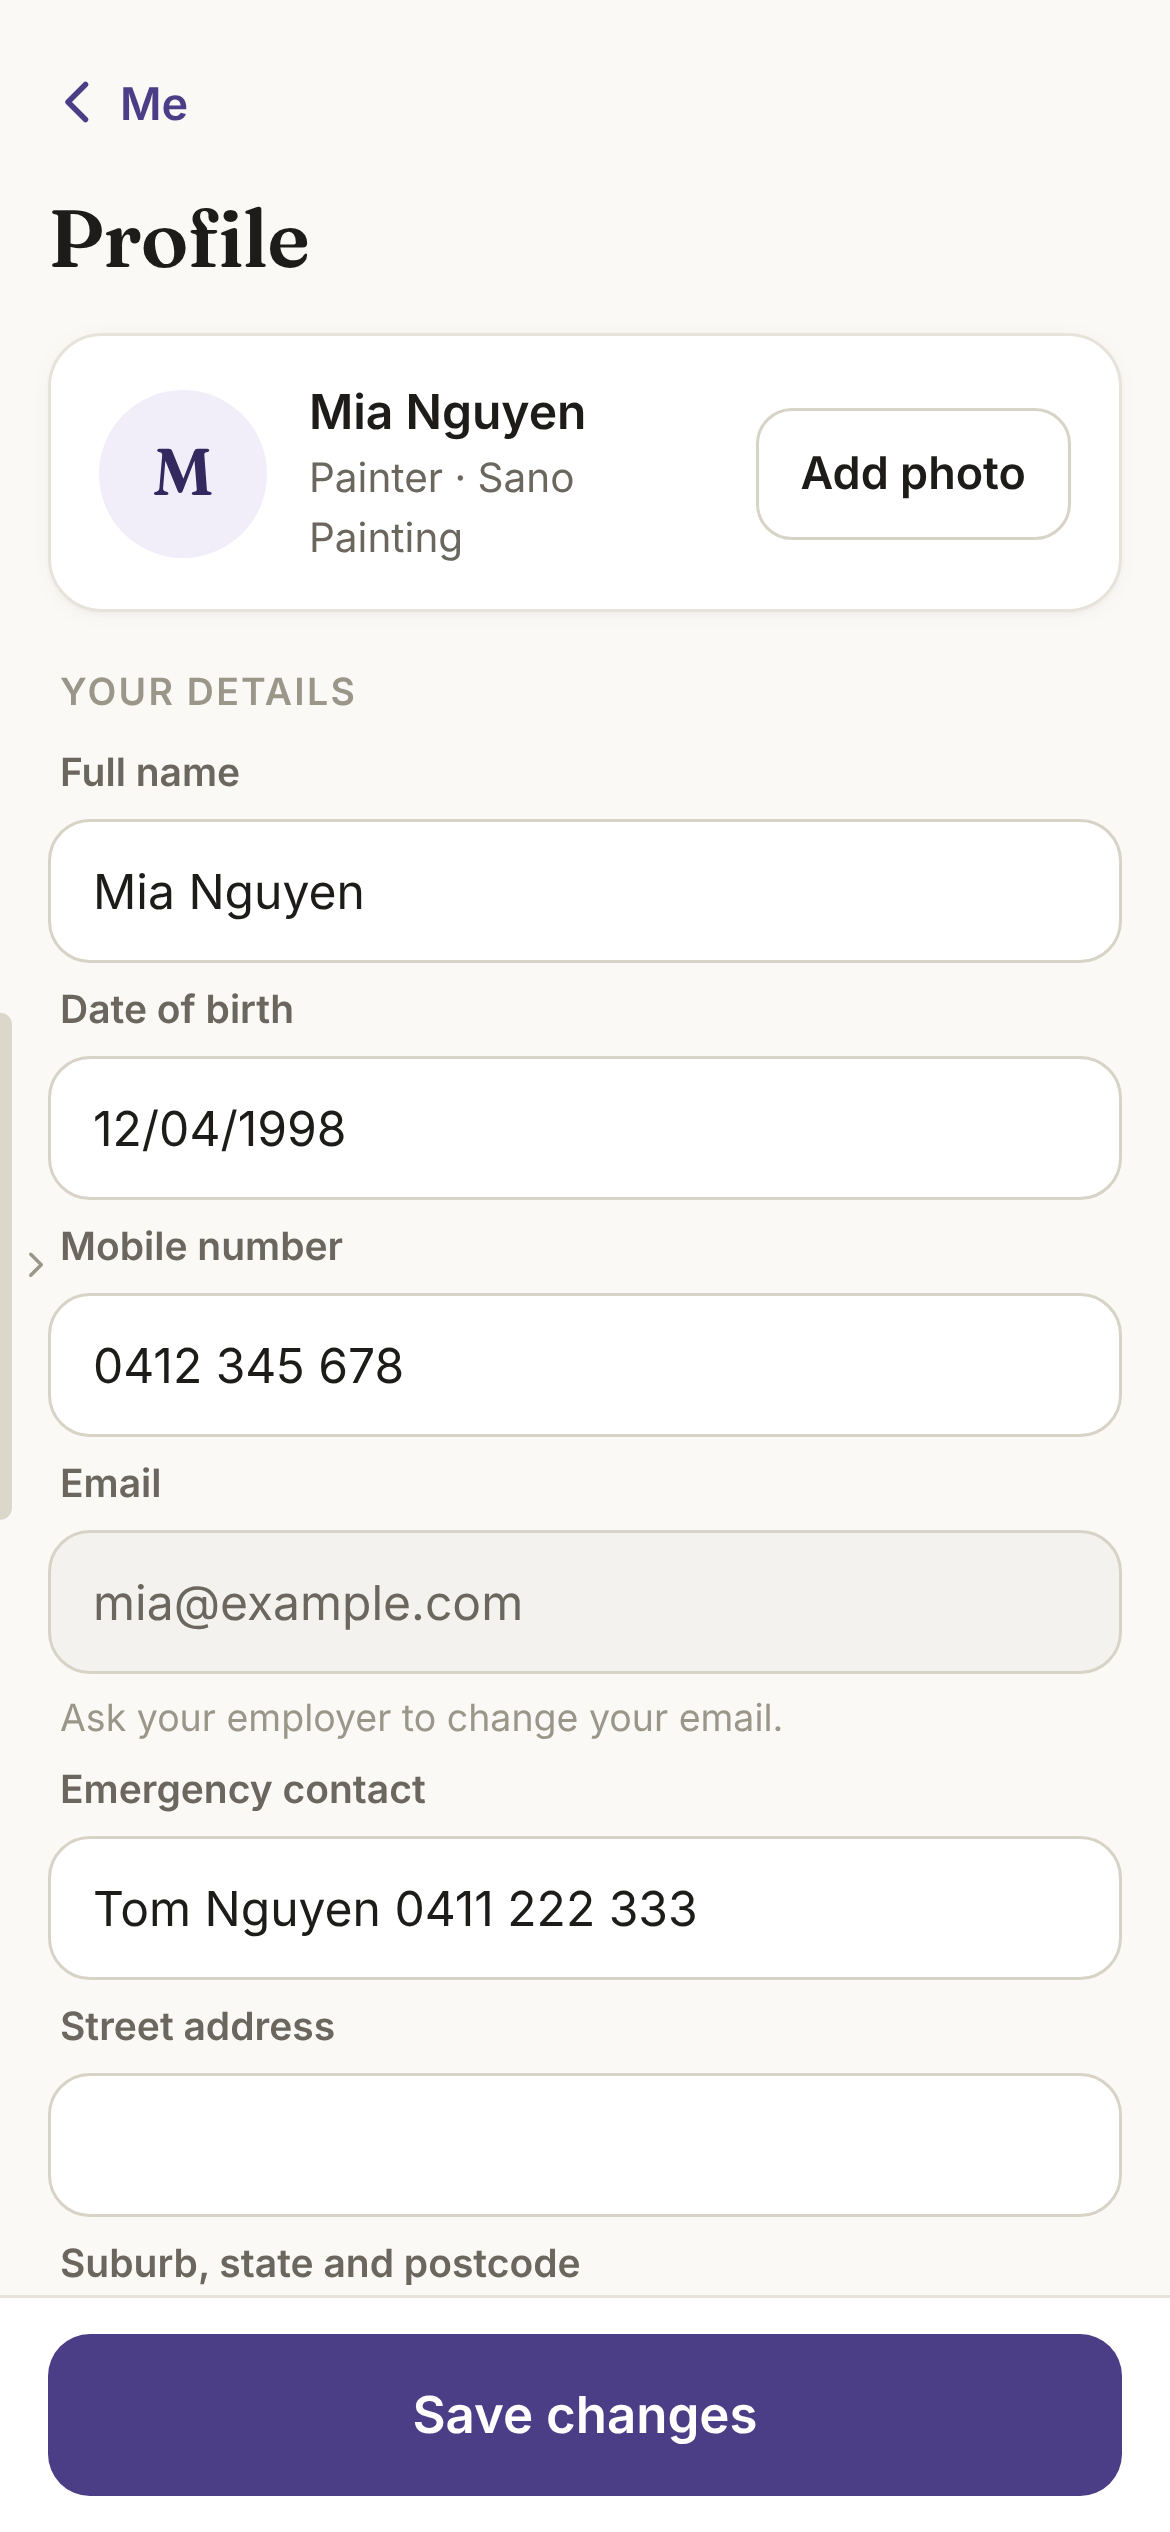 Me
Profile
M
Mia Nguyen
Painter · Sano
Painting
Add photo
YOUR DETAILS
Full name
Mia Nguyen
Date of birth
12/04/1998
Mobile number
0412 345 678
Email
mia@example.com
Ask your employer to change your email.
Emergency contact
Tom Nguyen 0411 222 333
Street address
Suburb, state and postcode
Save changes